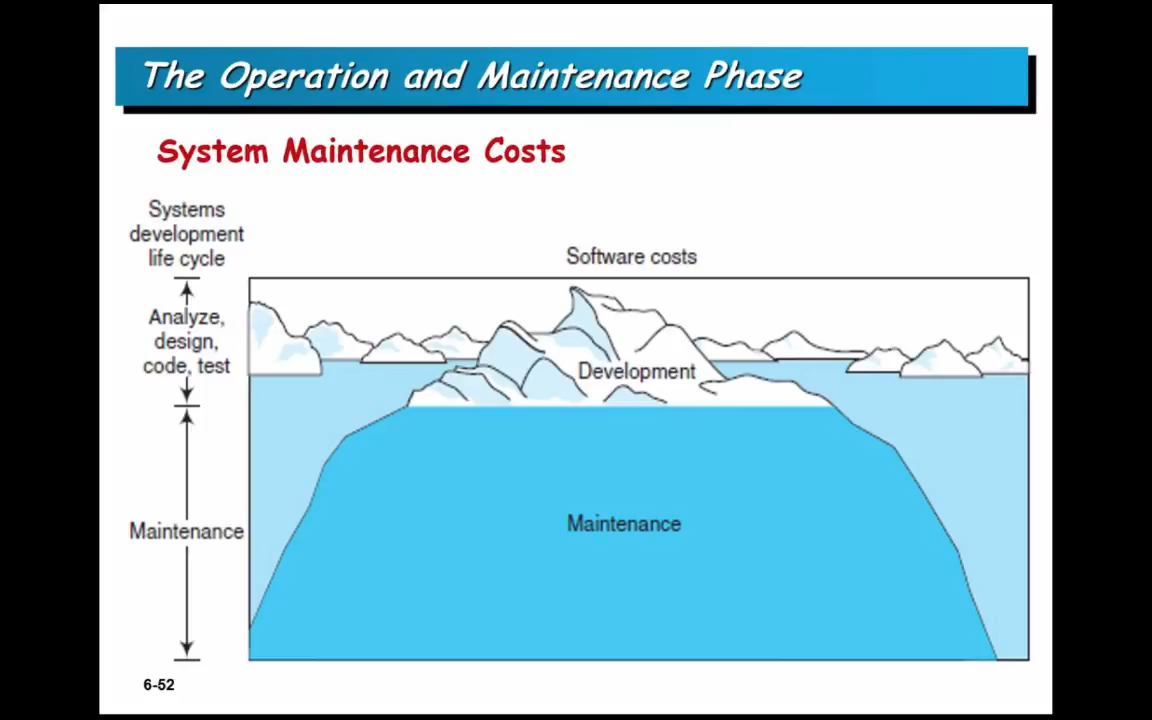 The Operation and Maintenance Phase
System Maintenance Costs
Systems
development
life cycle
Software costs
Analyze,
design,
code, test
Development
Maintenance
Maintenance
6-52